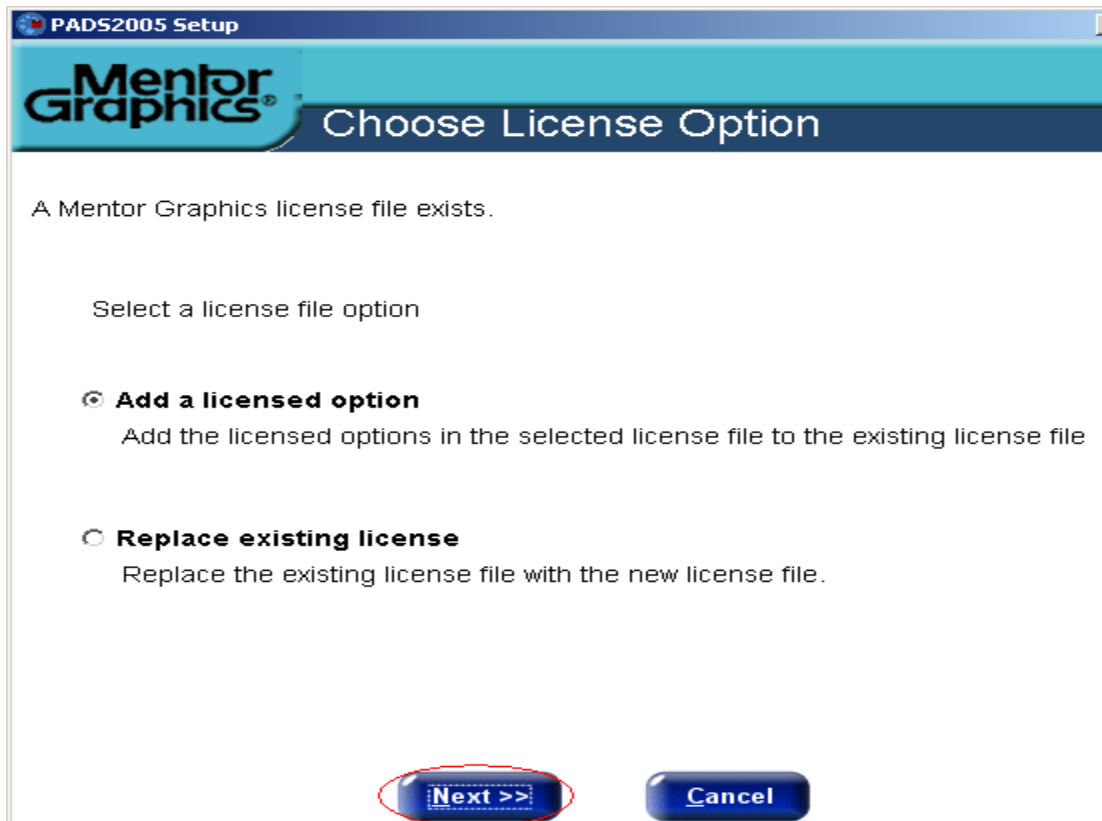 PADS2005 Setup
Mentor
Graphics®
Choose License Option
A Mentor Graphics license file exists.
Select a license file option
Add a licensed option
Add the licensed options in the selected license file to the existing license file
Replace existing license
Replace the existing license file with the new license file.
Next >>
Cancel